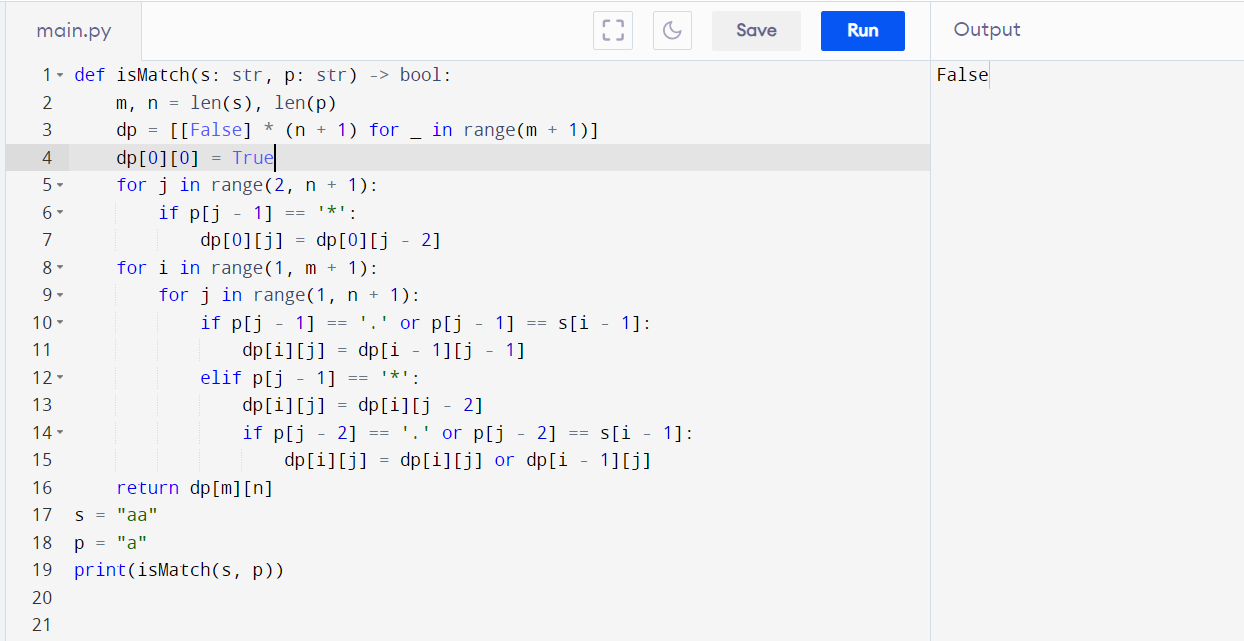 main.py
Save
Run
Output
1 def isMatch(s: str, p: str) -> bool:
2     m, n = len(s), len(p)
3     dp = [[False] * (n + 1) for _ in range(m + 1)]
4     dp[0][0] = True
5     for j in range(2, n + 1):
6         if p[j - 1] == '*':
7             dp[0][j] = dp[0][j - 2]
8     for i in range(1, m + 1):
9         for j in range(1, n + 1):
10             if p[j - 1] == '.' or p[j - 1] == s[i - 1]:
11                 dp[i][j] = dp[i - 1][j - 1]
12             elif p[j - 1] == '*':
13                 dp[i][j] = dp[i][j - 2]
14                 if p[j - 2] == '.' or p[j - 2] == s[i - 1]:
15                     dp[i][j] = dp[i][j] or dp[i - 1][j]
16     return dp[m][n]
17 s = "aa"
18 p = "a"
19 print(isMatch(s, p))
20
21
False